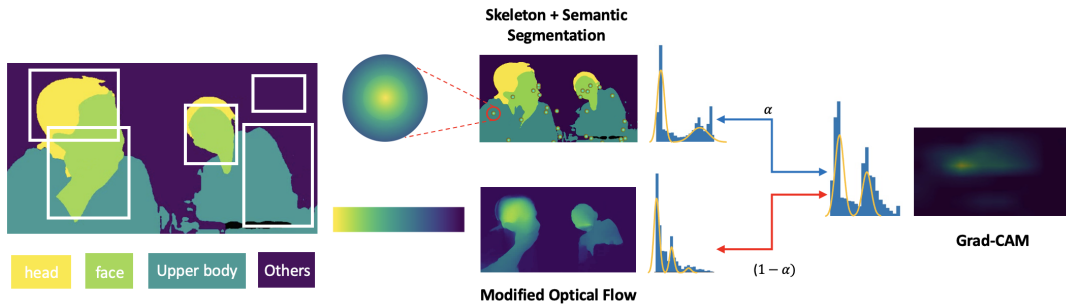 Skeleton + Semantic
Segmentation
α
head
face
Upper body
Others
(1 − α)
Grad-CAM
Modified Optical Flow